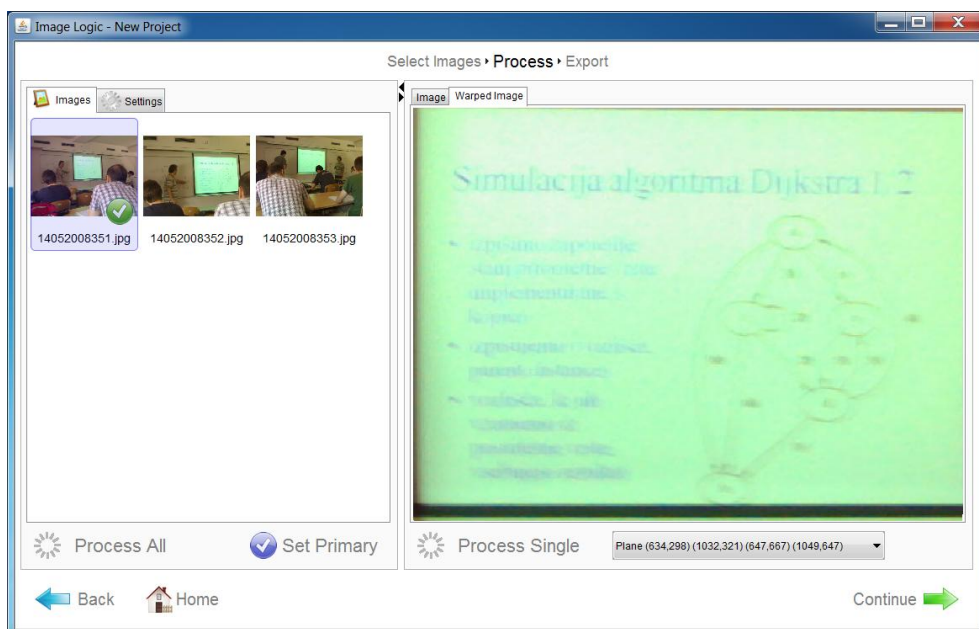 Image Logic - New Project
Select Images • Process • Export
Images
Settings
14052008351.jpg
14052008352.jpg
14052008353.jpg
Process All
Set Primary
Image
Warped Image
Simulacija algoritma Dijkstra 1. 2
Process Single
Plane (634,298) (1032,321) (647,667) (1049,647)
Back
Home
Continue